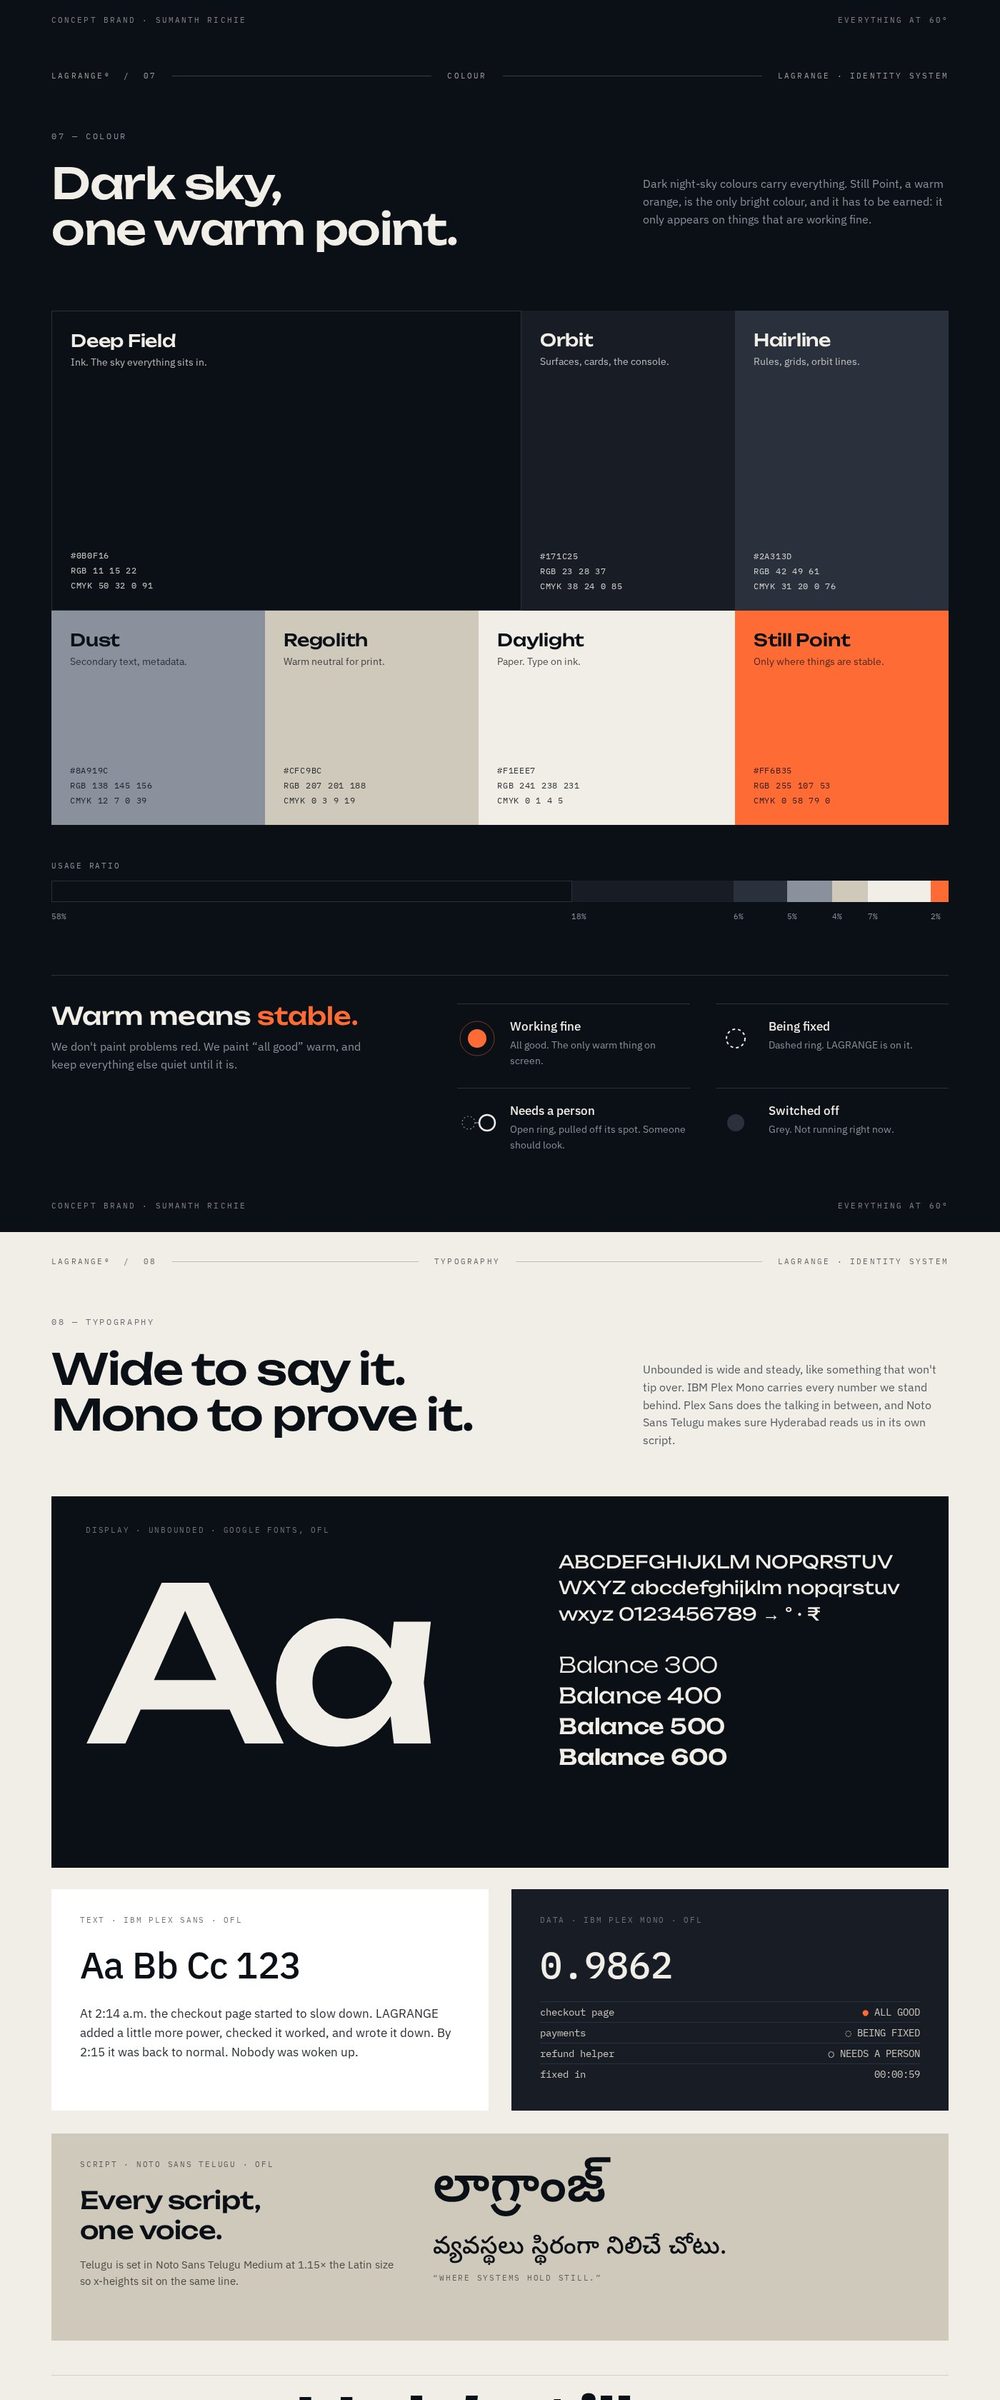 CONCEPT BRAND · SUMANTH RICHIE
EVERYTHING AT 60°
LAGRANGE° / 07
COLOUR
LAGRANGE · IDENTITY SYSTEM
07 — COLOUR
Dark sky,
one warm point.
Dark night-sky colours carry everything. Still Point, a warm
orange, is the only bright colour, and it has to be earned: it
only appears on things that are working fine.
Deep Field
Ink. The sky everything sits in.
#0B0F16
RGB 11 15 22
CMYK 50 32 0 91
Orbit
Surfaces, cards, the console.
#171C25
RGB 23 28 37
CMYK 38 24 0 85
Hairline
Rules, grids, orbit lines.
#2A313D
RGB 42 49 61
CMYK 31 20 0 76
Dust
Secondary text, metadata.
#8A919C
RGB 138 145 156
CMYK 12 7 0 39
Regolith
Warm neutral for print.
#CFC9BC
RGB 207 201 188
CMYK 0 3 9 19
Daylight
Paper. Type on ink.
#F1EEE7
RGB 241 238 231
CMYK 0 1 4 5
Still Point
Only where things are stable.
#FF6B35
RGB 255 107 53
CMYK 0 58 79 0
USAGE RATIO
58% 18% 6% 5% 4% 7% 2%
Warm means stable.
We don't paint problems red. We paint “all good” warm, and
keep everything else quiet until it is.
Working fine
All good. The only warm thing on
screen.
Being fixed
Dashed ring. LAGRANGE is on it.
Needs a person
Open ring, pulled off its spot. Someone
should look.
Switched off
Grey. Not running right now.
CONCEPT BRAND · SUMANTH RICHIE
EVERYTHING AT 60°
LAGRANGE° / 08
TYPOGRAPHY
LAGRANGE · IDENTITY SYSTEM
08 — TYPOGRAPHY
Wide to say it.
Mono to prove it.
Unbounded is wide and steady, like something that won't
tip over. IBM Plex Mono carries every number we stand
behind. Plex Sans does the talking in between, and Noto
Sans Telugu makes sure Hyderabad reads us in its own
script.
DISPLAY · UNBOUNDED · GOOGLE FONTS, OFL
Aa
ABCDEFGHIJKLM NOPQRSTUV
WXYZ abcdefghijklm nopqrstuv
wxyz 0123456789 → ° · ₹
Balance 300
Balance 400
Balance 500
Balance 600
TEXT · IBM PLEX SANS · OFL
Aa Bb Cc 123
At 2:14 a.m. the checkout page started to slow down. LAGRANGE
added a little more power, checked it worked, and wrote it down. By
2:15 it was back to normal. Nobody was woken up.
DATA · IBM PLEX MONO · OFL
0.9862
checkout page ● ALL GOOD
payments ◌ BEING FIXED
refund helper ○ NEEDS A PERSON
fixed in 00:00:59
SCRIPT · NOTO SANS TELUGU · OFL
Every script,
one voice.
Telugu is set in Noto Sans Telugu Medium at 1.15× the Latin size
so x-heights sit on the same line.
లాగ్రాంజ్
వ్యవస్థలు స్థిరంగా నిలిచే చోటు.
“WHERE SYSTEMS HOLD STILL.”